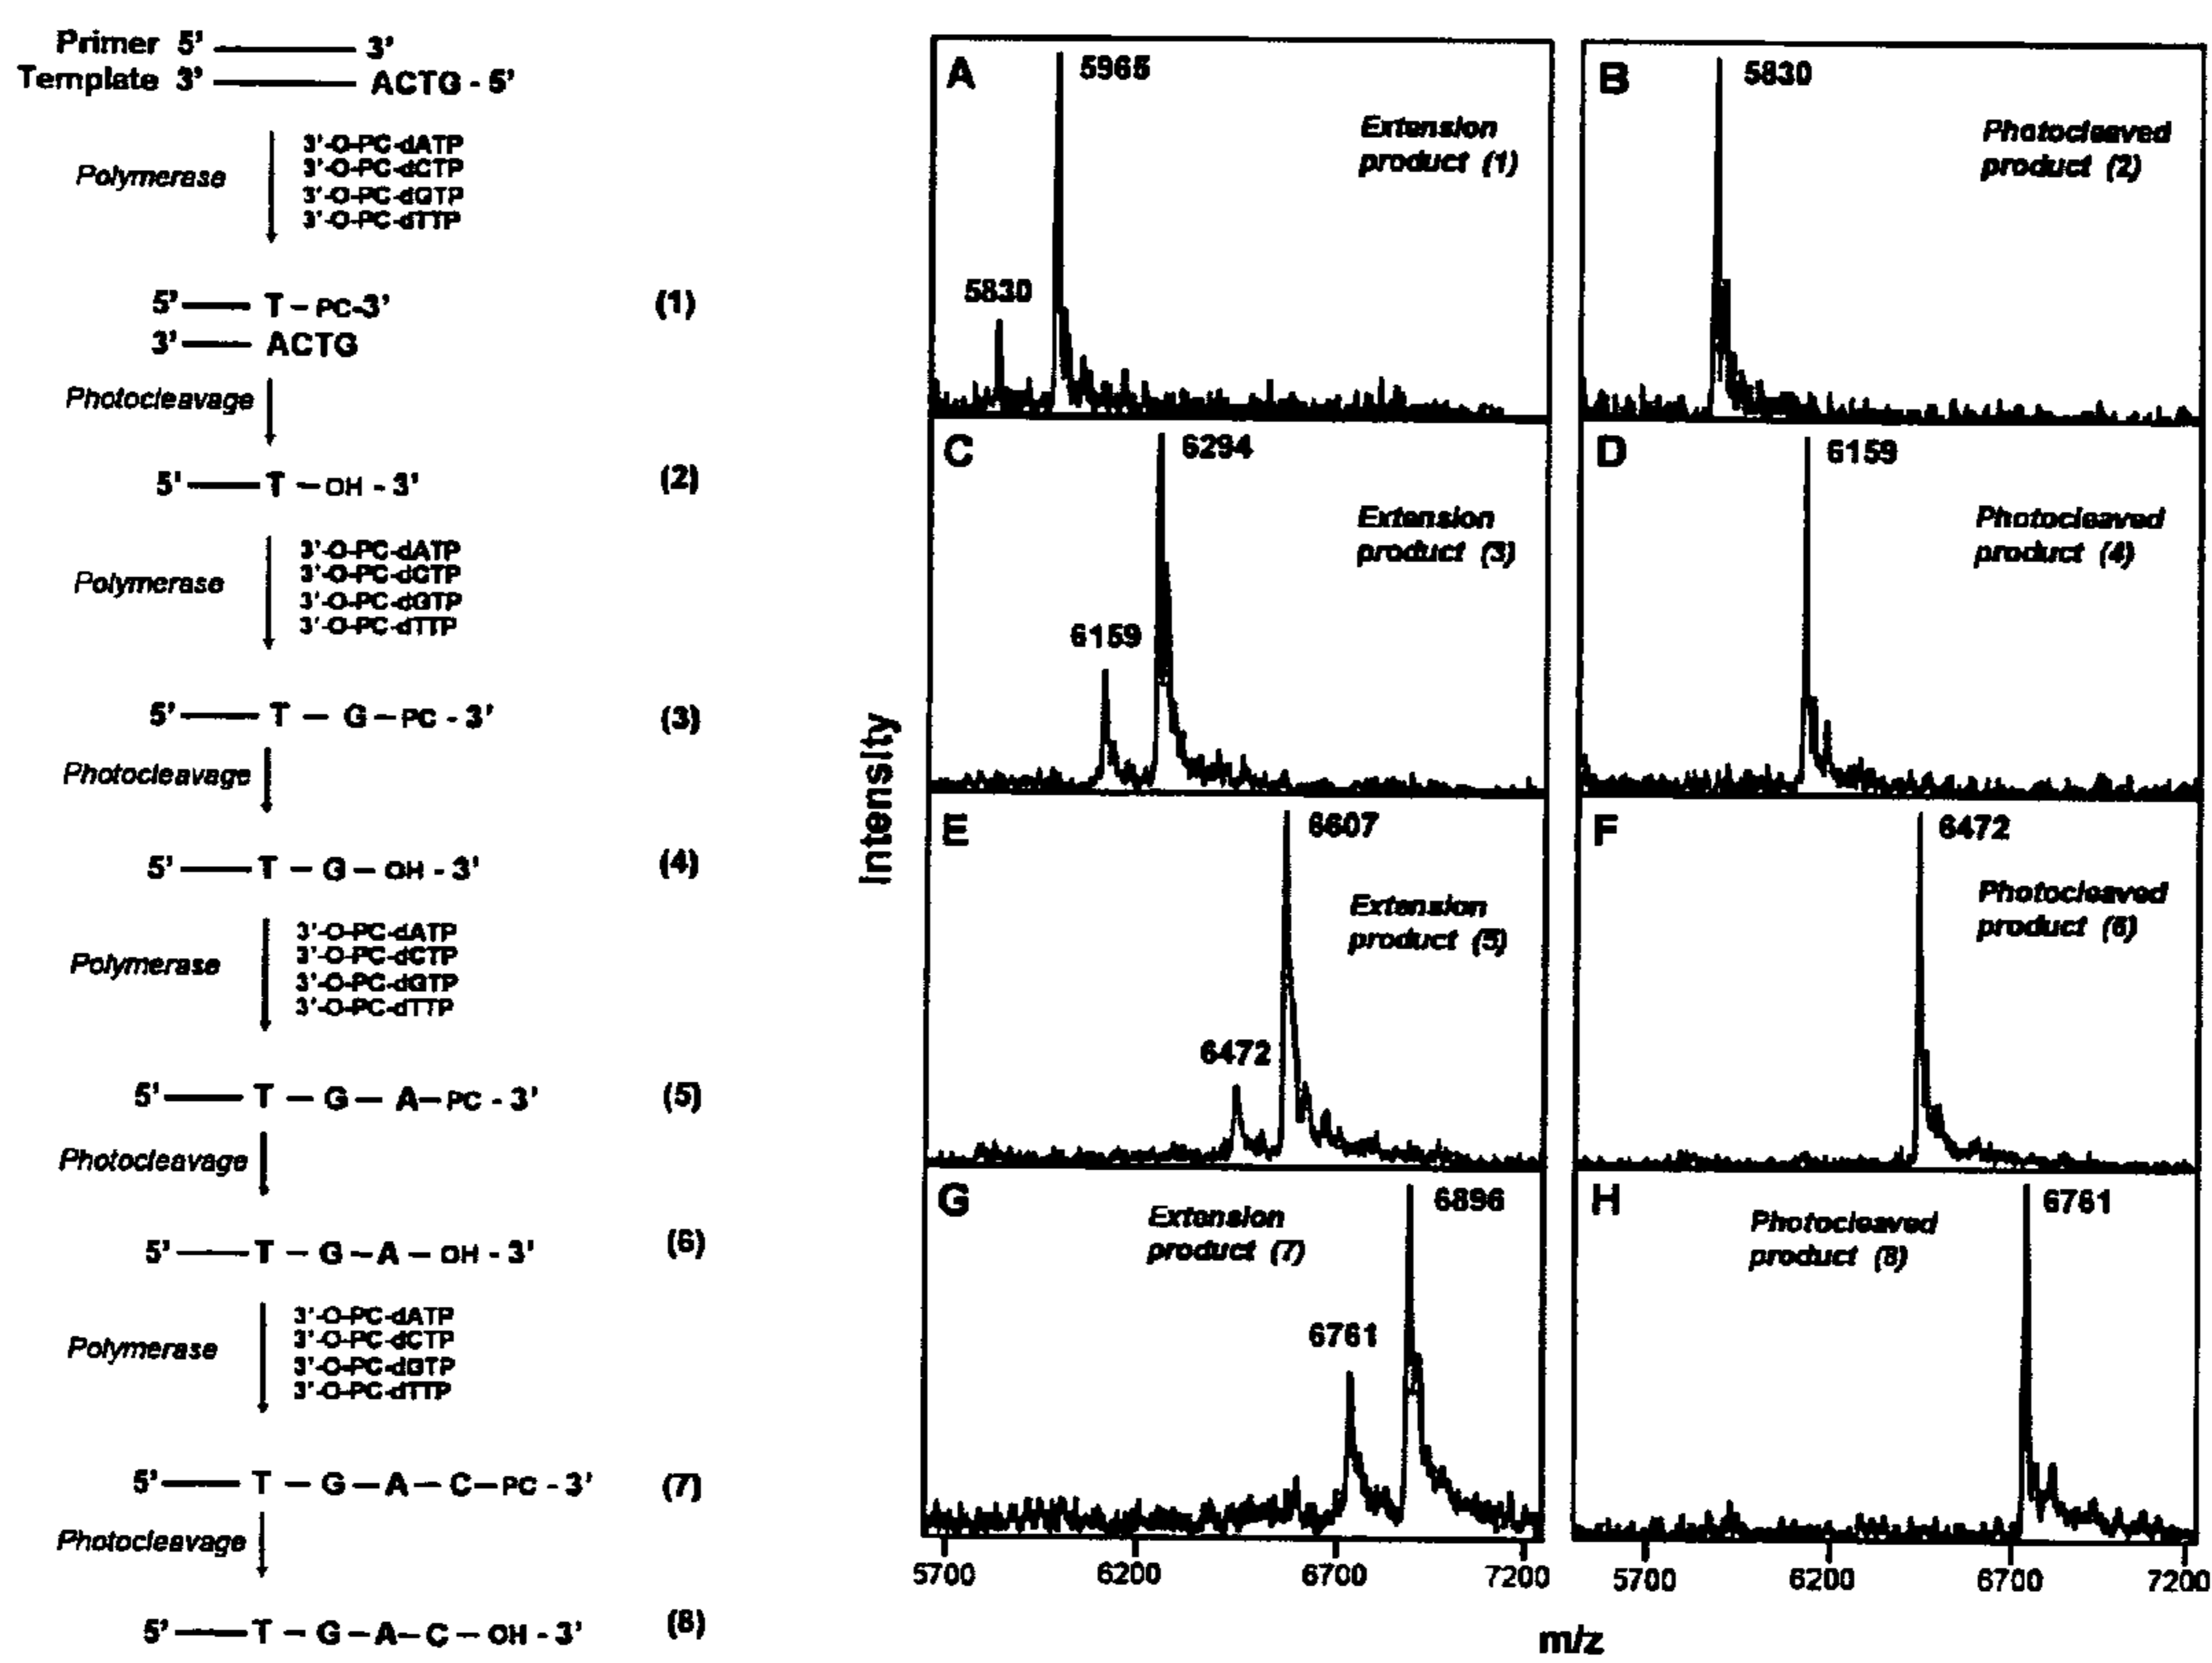 Primer 5' 3'
Template 3' ACTG - 5'
Polymerase
3'-O-PC-dATP
3'-O-PC-dCTP
3'-O-PC-dGTP
3'-O-PC-dTTP
5' T – PC-3' (1)
3' ACTG
Photocleavage
5' T – OH - 3' (2)
Polymerase
3'-O-PC-dATP
3'-O-PC-dCTP
3'-O-PC-dGTP
3'-O-PC-dTTP
5' T – G – PC - 3' (3)
Photocleavage
5' T – G – OH - 3' (4)
Polymerase
3'-O-PC-dATP
3'-O-PC-dCTP
3'-O-PC-dGTP
3'-O-PC-dTTP
5' T – G – A – PC - 3' (5)
Photocleavage
5' T – G – A – OH - 3' (6)
Polymerase
3'-O-PC-dATP
3'-O-PC-dCTP
3'-O-PC-dGTP
3'-O-PC-dTTP
5' T – G – A – C – PC - 3' (7)
Photocleavage
5' T – G – A – C – OH - 3' (8)
Intensity
A
5965
5830
Extension
product (1)
B
5830
Photocleaved
product (2)
C
6294
6159
Extension
product (3)
D
6159
Photocleaved
product (4)
E
6607
6472
Extension
product (5)
F
6472
Photocleaved
product (6)
G
6896
6761
Extension
product (7)
H
6761
Photocleaved
product (8)
5700 6200 6700 7200
5700 6200 6700 7200
m/z